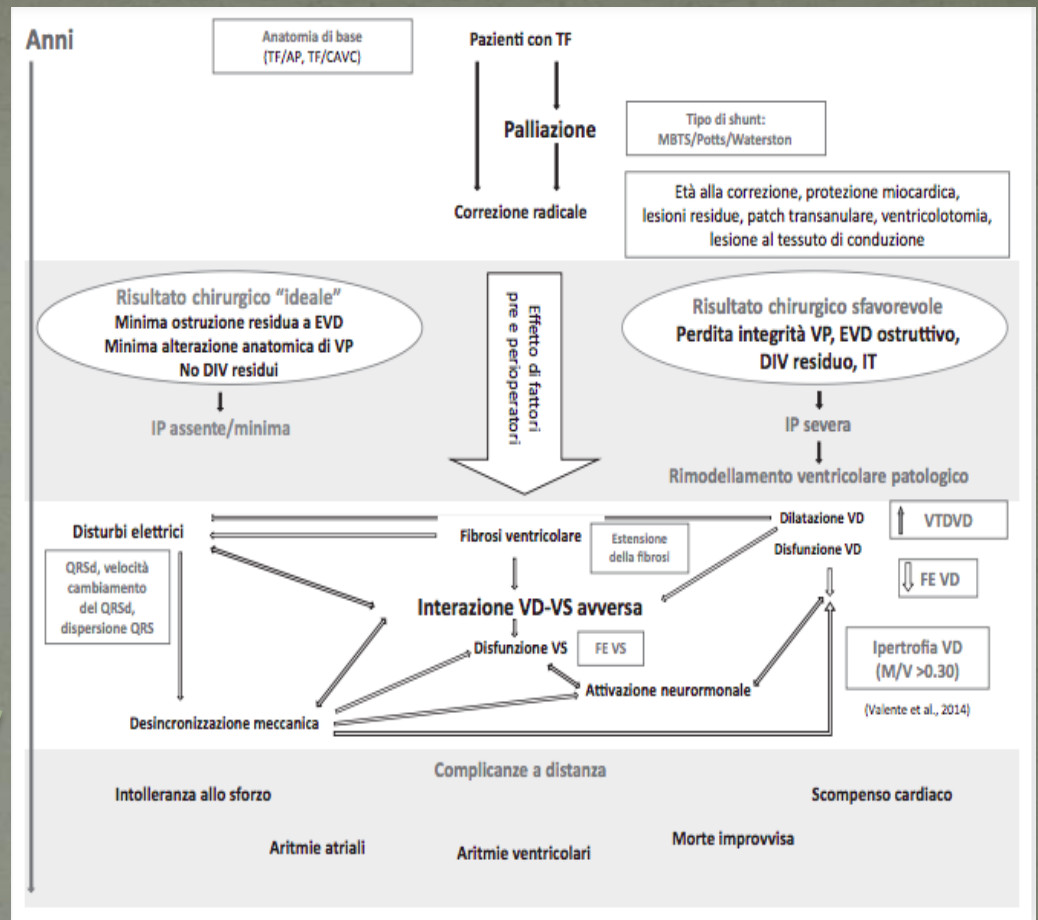 Anni
Anatomia di base
(TF/AP, TF/CAVC)
Pazienti con TF
Palliazione
Tipo di shunt:
MBTS/Potts/Waterston
Correzione radicale
Età alla correzione, protezione miocardica,
lesioni residue, patch transanulare, ventricolotomia,
lesione al tessuto di conduzione
Risultato chirurgico “ideale”
Minima ostruzione residua a EVD
Minima alterazione anatomica di VP
No DIV residui
IP assente/minima
Effetto di fattori
pre e perioperatori
Risultato chirurgico sfavorevole
Perdita integrità VP, EVD ostruttivo,
DIV residuo, IT
IP severa
Rimodellamento ventricolare patologico
Disturbi elettrici
QRSd, velocità
cambiamento
del QRSd,
dispersione QRS
Fibrosi ventricolare
Estensione
della fibrosi
Dilatazione VD
VTDVD
Disfunzione VD
FE VD
Interazione VD-VS avversa
Disfunzione VS
FE VS
Attivazione neurormonale
Ipertrofia VD
(M/V >0.30)
(Valente et al., 2014)
Desincronizzazione meccanica
Complicanze a distanza
Intolleranza allo sforzo
Scompenso cardiaco
Aritmie atriali
Aritmie ventricolari
Morte improvvisa